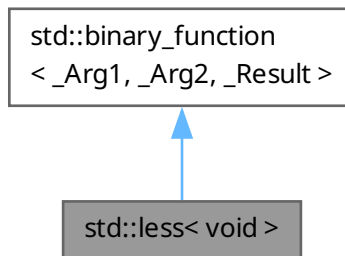 std::binary_function
< _Arg1, _Arg2, _Result >
std::less< void >